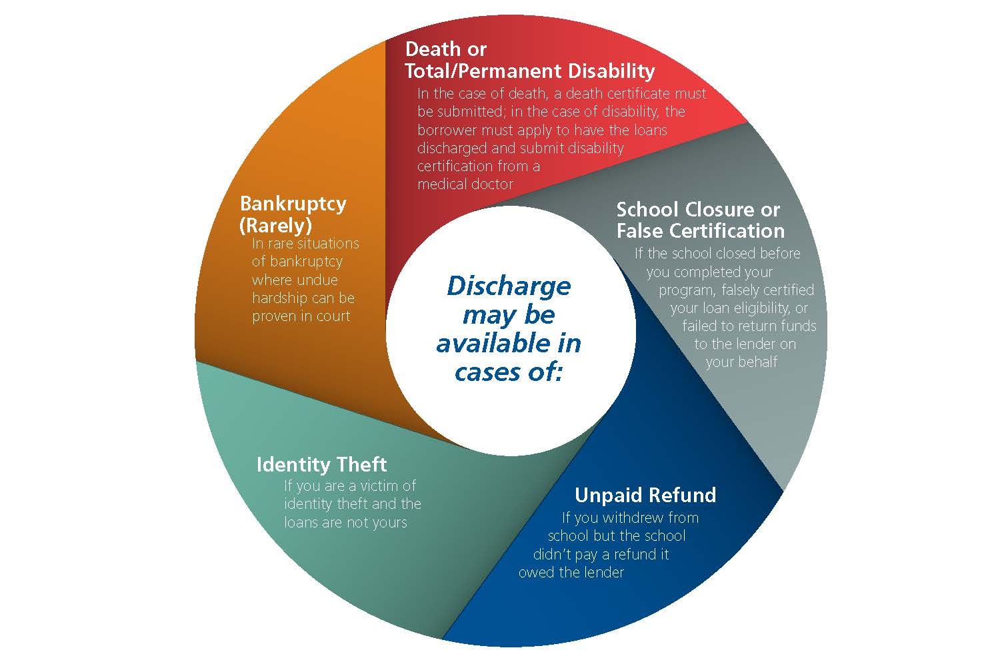 Discharge
may be
available in
cases of:
Death or
Total/Permanent Disability
In the case of death, a death certificate must
be submitted; in the case of disability, the
borrower must apply to have the loans
discharged and submit disability
certification from a
medical doctor
School Closure or
False Certification
If the school closed before
you completed your
program, falsely certified
your loan eligibility, or
failed to return funds
to the lender on
your behalf
Unpaid Refund
If you withdrew from
school but the school
didn’t pay a refund it
owed the lender
Identity Theft
If you are a victim of
identity theft and the
loans are not yours
Bankruptcy
(Rarely)
In rare situations
of bankruptcy
where undue
hardship can be
proven in court